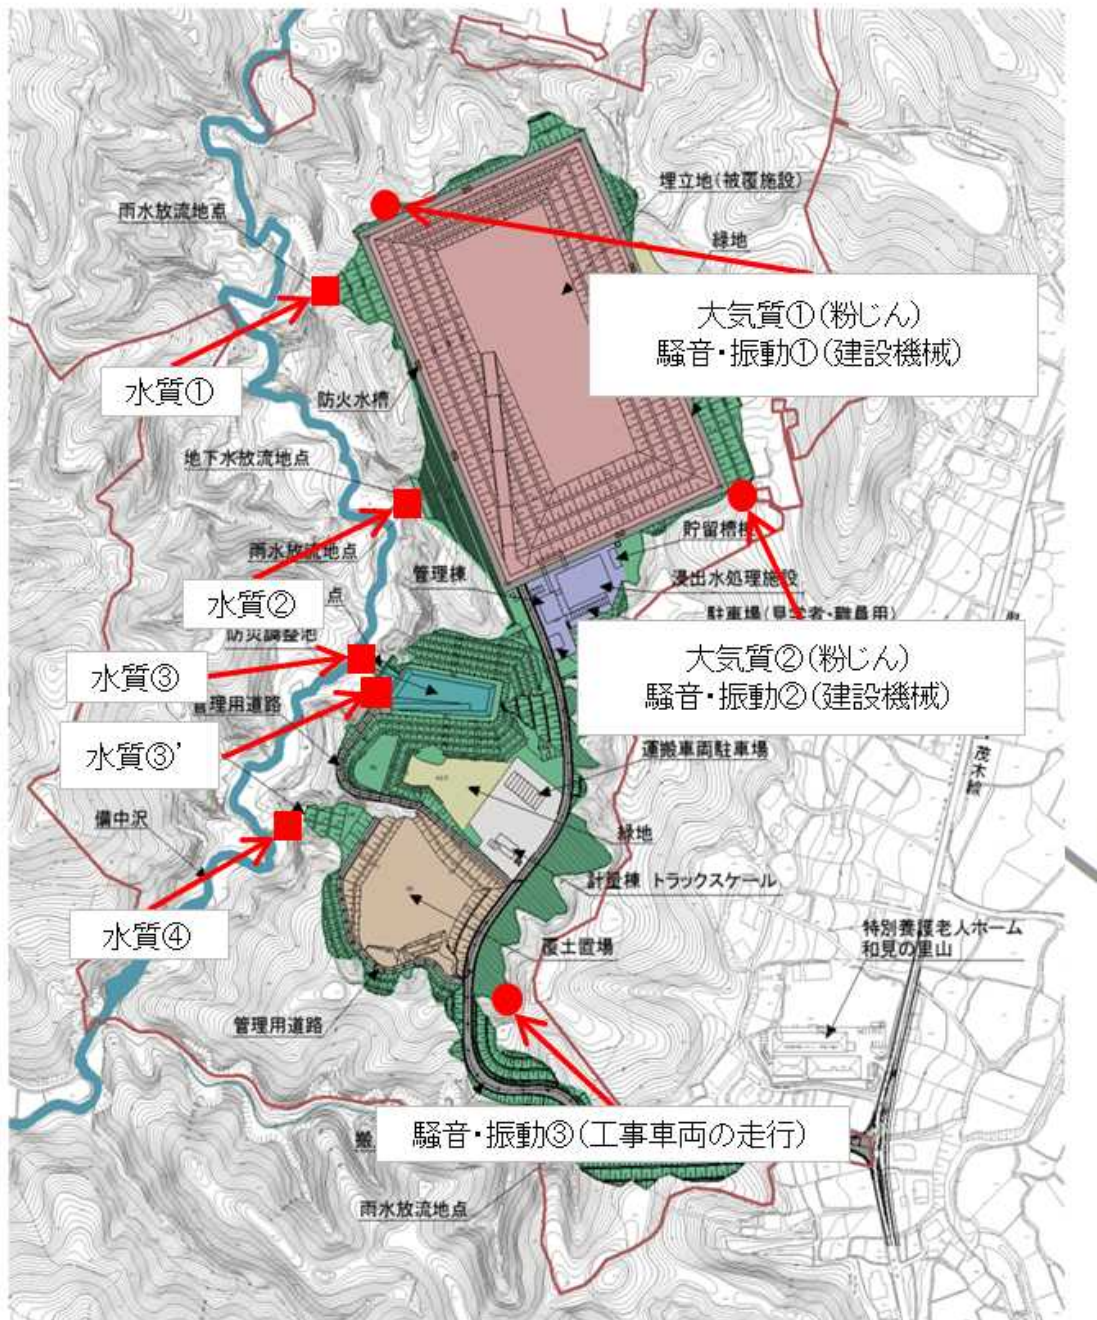 埋立地(被覆施設)
雨水放流地点
緑地
大気質①(粉じん)
騒音・振動①(建設機械)
水質①
防火水槽
地下水放流地点
貯留槽
雨水放流地点
管理棟
浸出水処理施設
水質②
点
駐車場(見学者・職員用)
防災調整池
水質③
大気質②(粉じん)
騒音・振動②(建設機械)
管理用道路
水質③'
運搬車両駐車場
茂木線
備中沢
緑地
計量棟 トラックスケール
水質④
特別養護老人ホーム
和見の里山
覆土置場
管理用道路
騒音・振動③(工事車両の走行)
搬
雨水放流地点